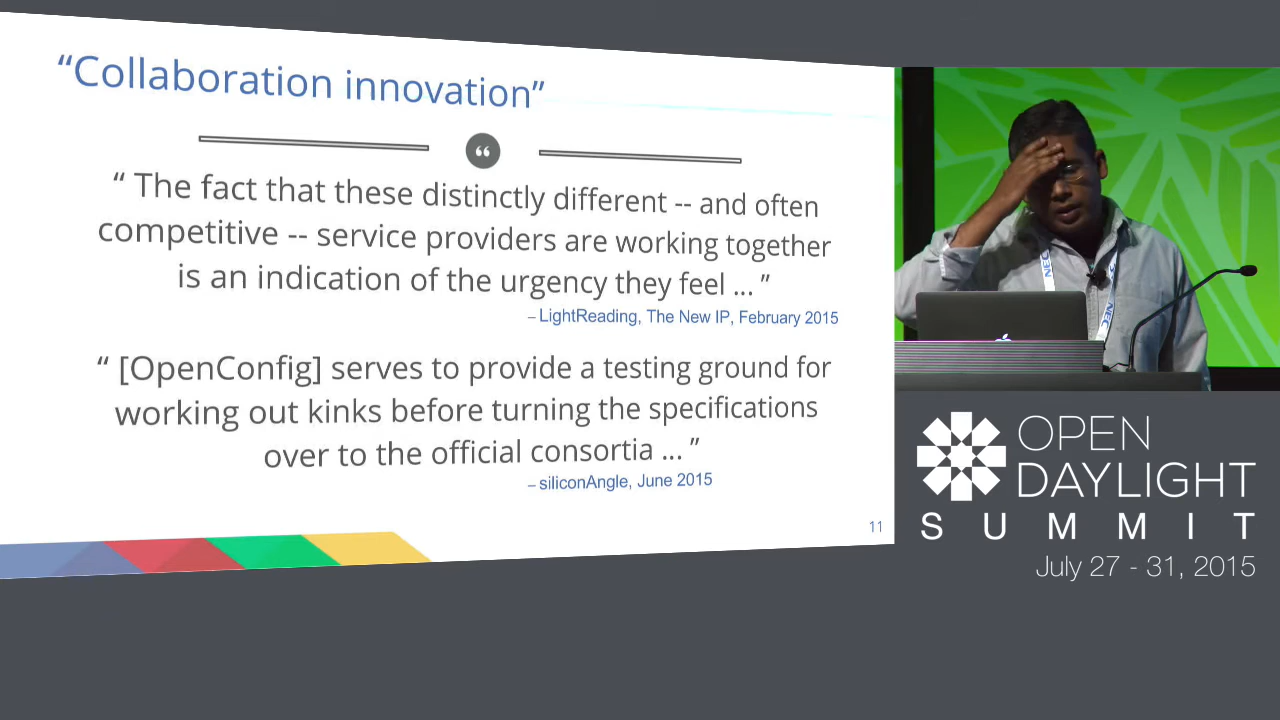 “Collaboration innovation”
“
“ The fact that these distinctly different -- and often
competitive -- service providers are working together
is an indication of the urgency they feel ... ”
– LightReading, The New IP, February 2015
“ [OpenConfig] serves to provide a testing ground for
working out kinks before turning the specifications
over to the official consortia ... ”
– siliconAngle, June 2015
11
NEC
NEC
OPEN
DAYLIGHT
SUMMIT
July 27 - 31, 2015